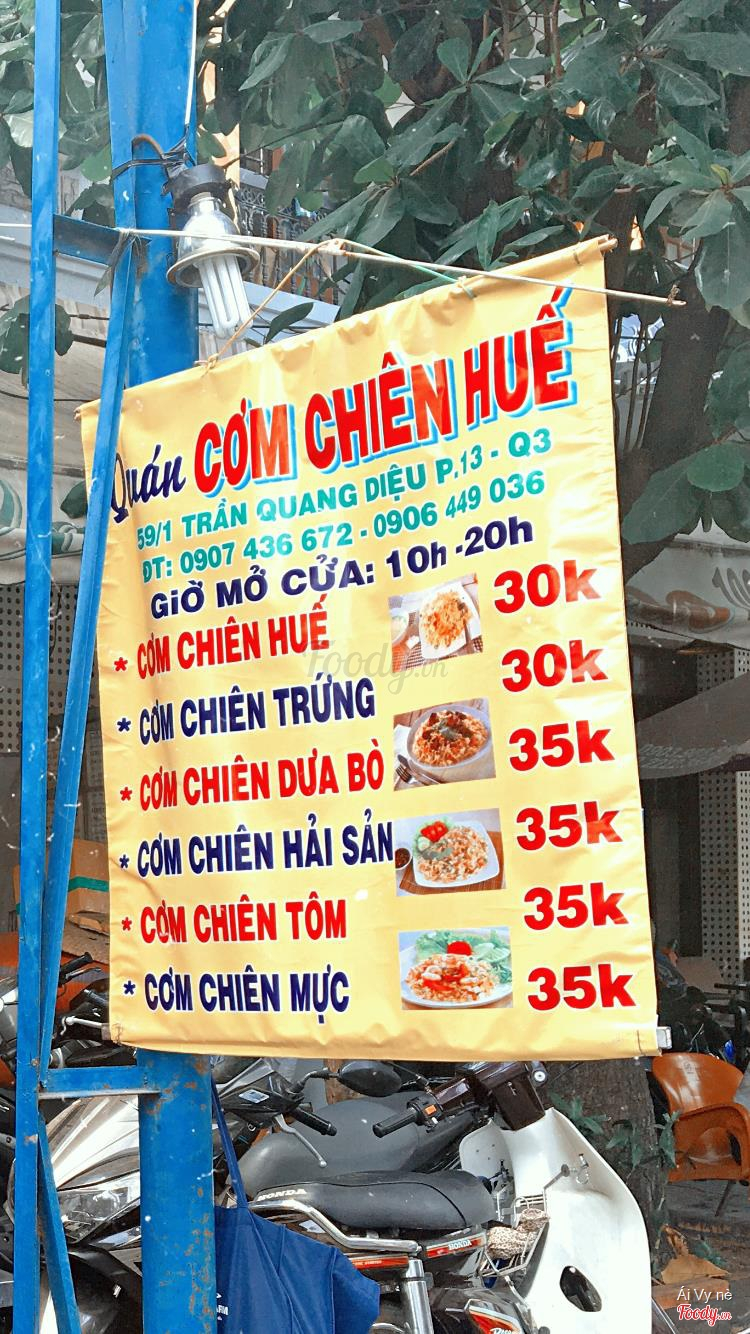 Quán CƠM CHIÊN HUẾ
59/1 TRẦN QUANG DIỆU P.13 - Q3
ĐT: 0907 436 672 - 0906 449 036
GIỜ MỞ CỬA: 10h - 20h
* CƠM CHIÊN HUẾ 30k
* CƠM CHIÊN TRỨNG 30k
* CƠM CHIÊN DƯA BÒ 35k
* CƠM CHIÊN HẢI SẢN 35k
* CƠM CHIÊN TÔM 35k
* CƠM CHIÊN MỰC 35k
Foody.vn
HONDA
HONDA
Ái Vy nè
Foody.vn